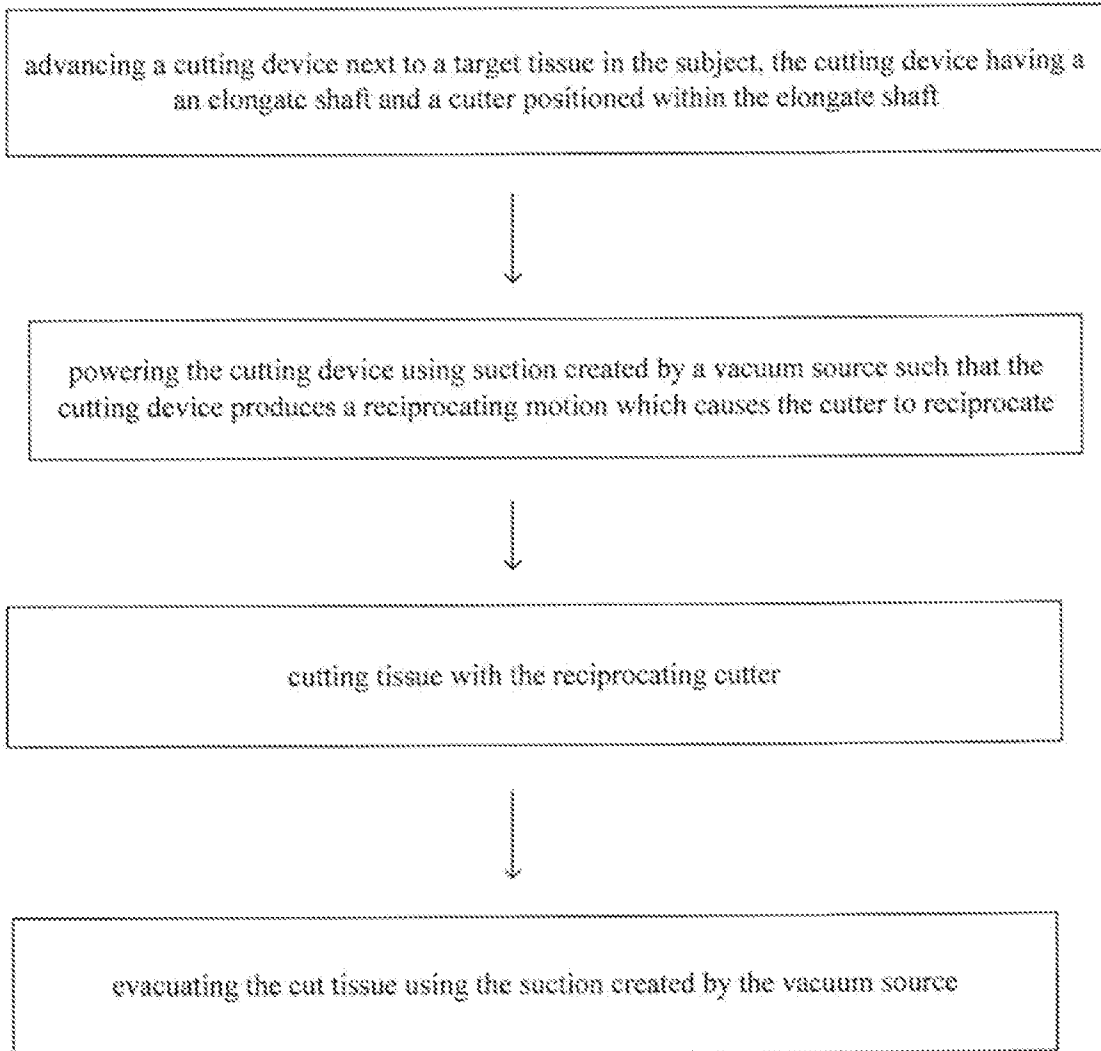 advancing a cutting device next to a target tissue in the subject, the cutting device having a
an elongate shaft and a cutter positioned within the elongate shaft
powering the cutting device using suction created by a vacuum source such that the
cutting device produces a reciprocating motion which causes the cutter to reciprocate
cutting tissue with the reciprocating cutter
evacuating the cut tissue using the suction created by the vacuum source